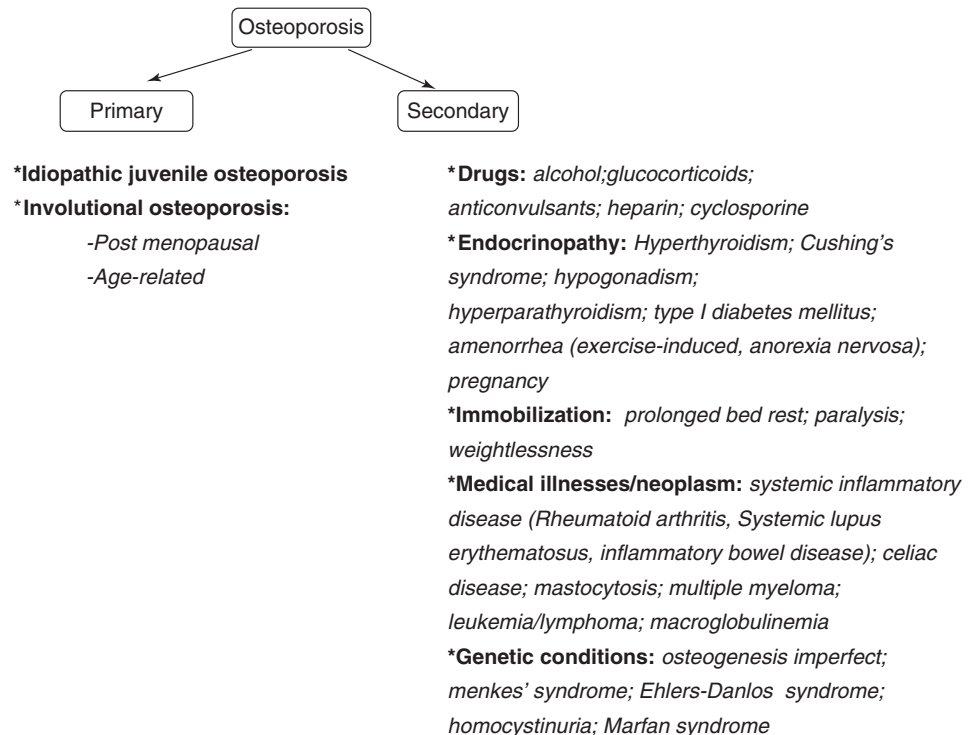 Osteoporosis
Primary
Secondary
*Idiopathic juvenile osteoporosis
*Involutional osteoporosis:
-Post menopausal
-Age-related
*Drugs: alcohol;glucocorticoids;
anticonvulsants; heparin; cyclosporine
*Endocrinopathy: Hyperthyroidism; Cushing's
syndrome; hypogonadism;
hyperparathyroidism; type I diabetes mellitus;
amenorrhea (exercise-induced, anorexia nervosa);
pregnancy
*Immobilization: prolonged bed rest; paralysis;
weightlessness
*Medical illnesses/neoplasm: systemic inflammatory
disease (Rheumatoid arthritis, Systemic lupus
erythematosus, inflammatory bowel disease); celiac
disease; mastocytosis; multiple myeloma;
leukemia/lymphoma; macroglobulinemia
*Genetic conditions: osteogenesis imperfect;
menkes' syndrome; Ehlers-Danlos syndrome;
homocystinuria; Marfan syndrome